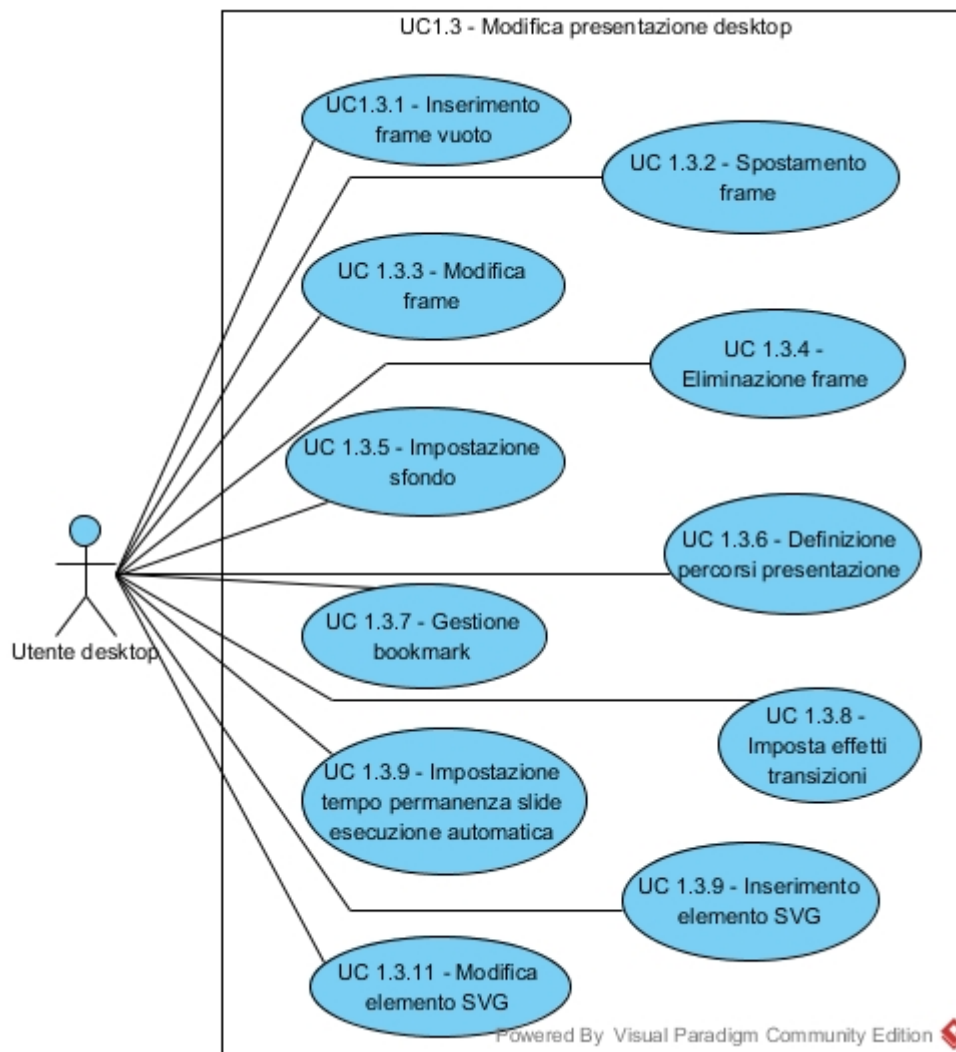 UC1.3 - Modifica presentazione desktop
UC1.3.1 - Inserimento
frame vuoto
UC 1.3.2 - Spostamento
frame
UC 1.3.3 - Modifica
frame
UC 1.3.4 -
Eliminazione frame
UC 1.3.5 - Impostazione
sfondo
UC 1.3.6 - Definizione
percorsi presentazione
Utente desktop
UC 1.3.7 - Gestione
bookmark
UC 1.3.8 -
Imposta effetti
transizioni
UC 1.3.9 - Impostazione
tempo permanenza slide
esecuzione automatica
UC 1.3.9 - Inserimento
elemento SVG
UC 1.3.11 - Modifica
elemento SVG
Powered By Visual Paradigm Community Edition